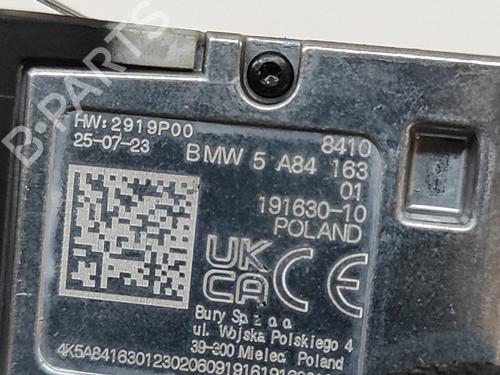 B-PARTS
HW:2919P00 8410
25-07-23 BMW 5 A84 163
01
191630-10
POLAND
UK
CA CE
Bury Sp.z o.o.
ul. Wojska Polskiego 4
39-300 Mielec Poland